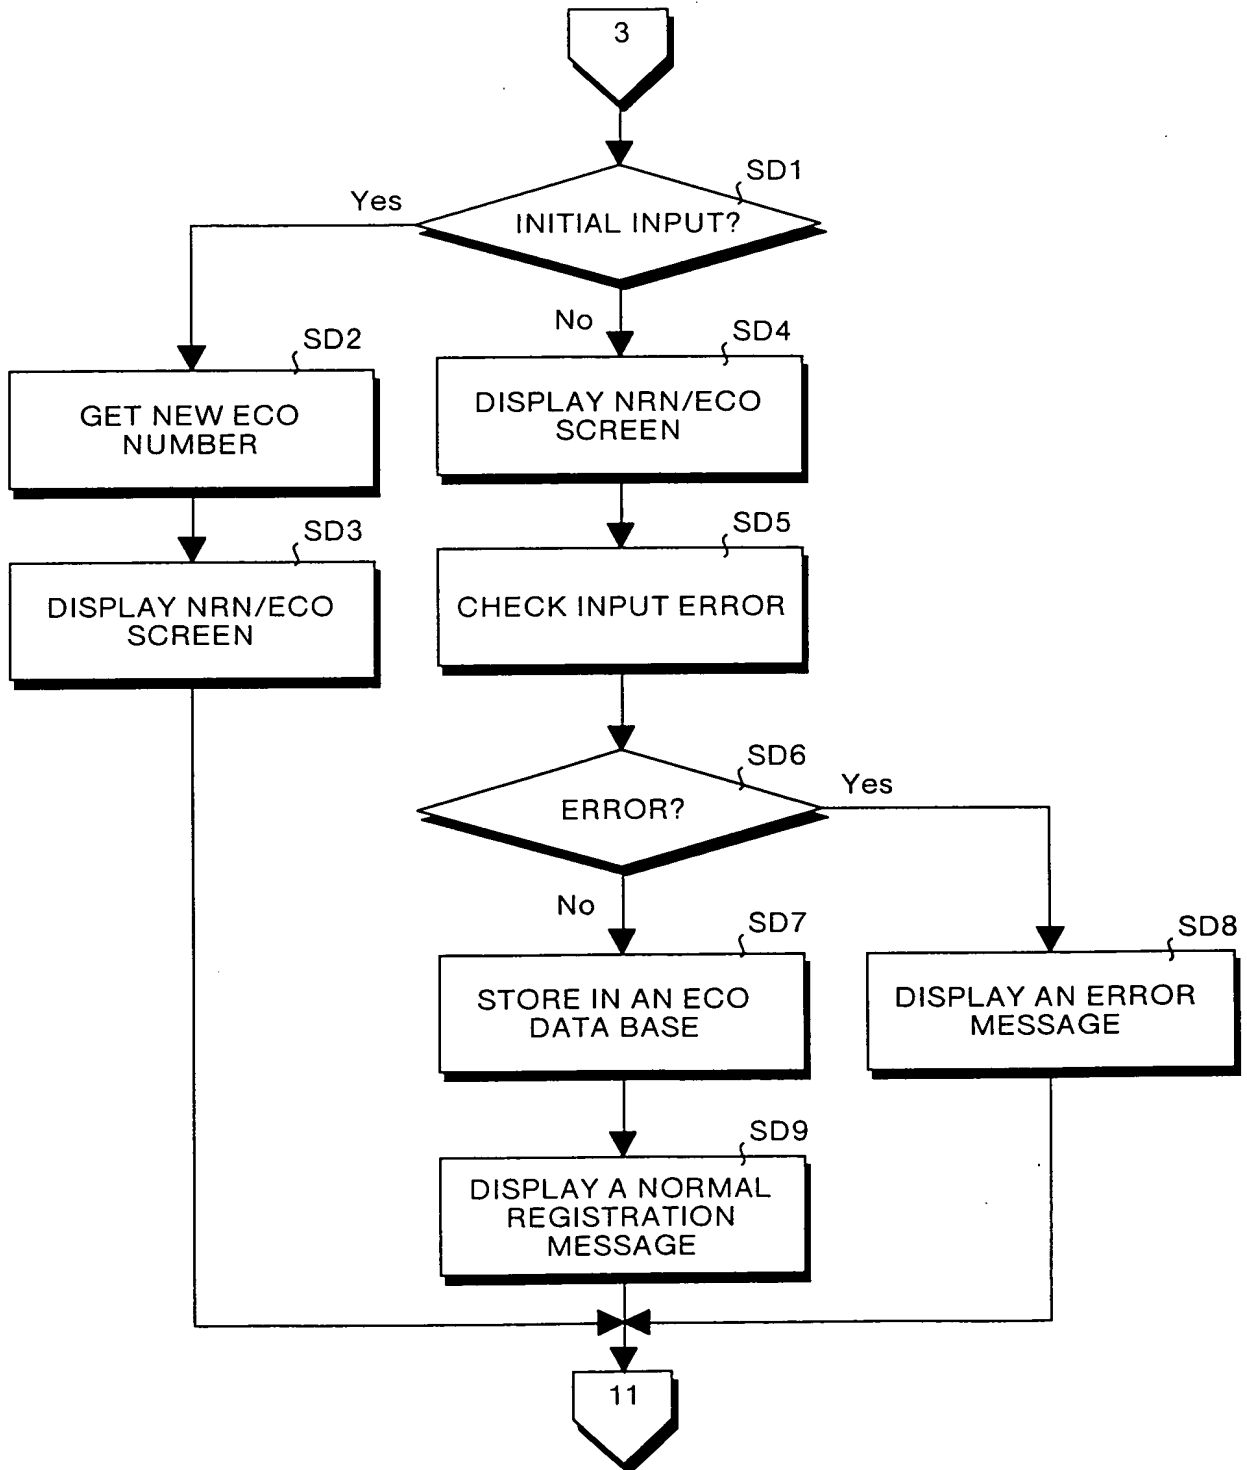 3
SD1
Yes
INITIAL INPUT?
No
SD2
SD4
GET NEW ECO
NUMBER
DISPLAY NRN/ECO
SCREEN
SD3
SD5
DISPLAY NRN/ECO
SCREEN
CHECK INPUT ERROR
SD6
Yes
ERROR?
No
SD7
SD8
STORE IN AN ECO
DATA BASE
DISPLAY AN ERROR
MESSAGE
SD9
DISPLAY A NORMAL
REGISTRATION
MESSAGE
11